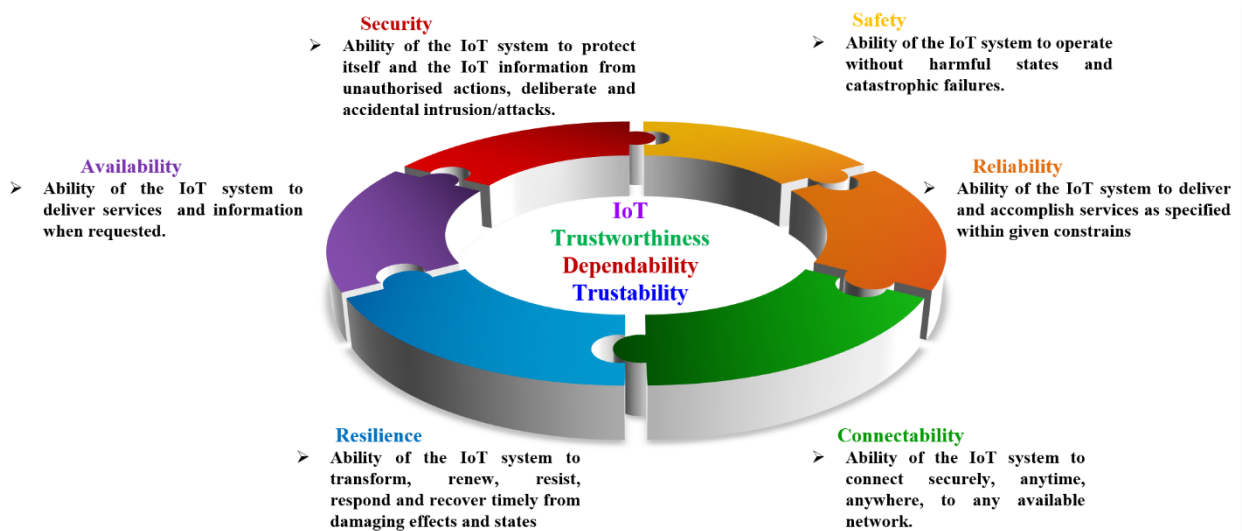 Security
➢ Ability of the IoT system to protect
itself and the IoT information from
unauthorised actions, deliberate and
accidental intrusion/attacks.
Safety
➢ Ability of the IoT system to operate
without harmful states and
catastrophic failures.
Availability
➢ Ability of the IoT system to
deliver services and information
when requested.
Reliability
➢ Ability of the IoT system to deliver
and accomplish services as specified
within given constrains
IoT
Trustworthiness
Dependability
Trustability
Resilience
➢ Ability of the IoT system to
transform, renew, resist,
respond and recover timely from
damaging effects and states
Connectability
➢ Ability of the IoT system to
connect securely, anytime,
anywhere, to any available
network.